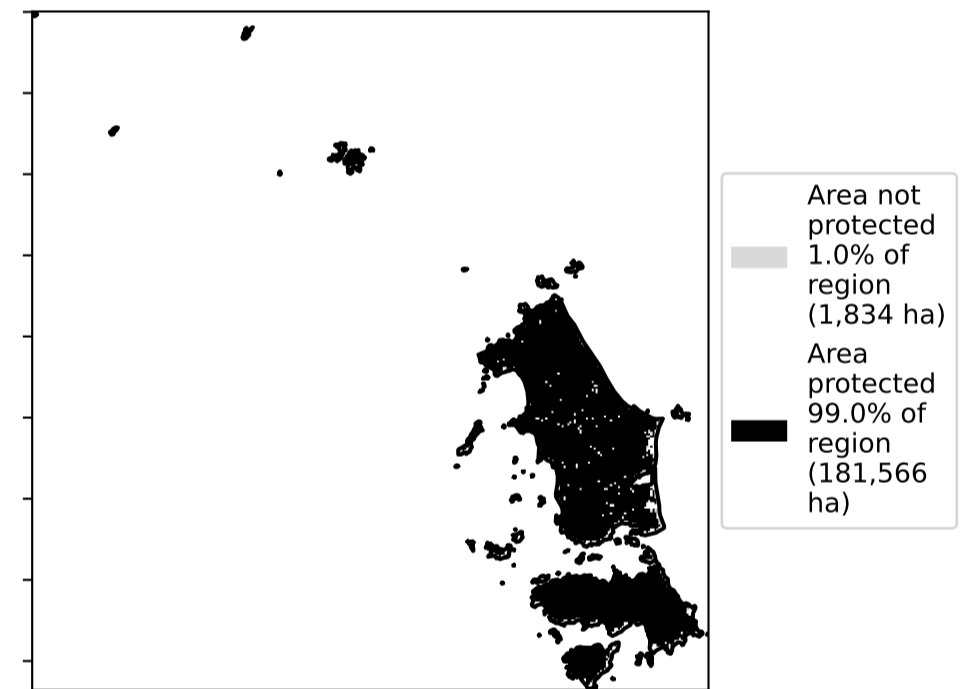 Area not
protected
1.0% of
region
(1,834 ha)
Area
protected
99.0% of
region
(181,566
ha)